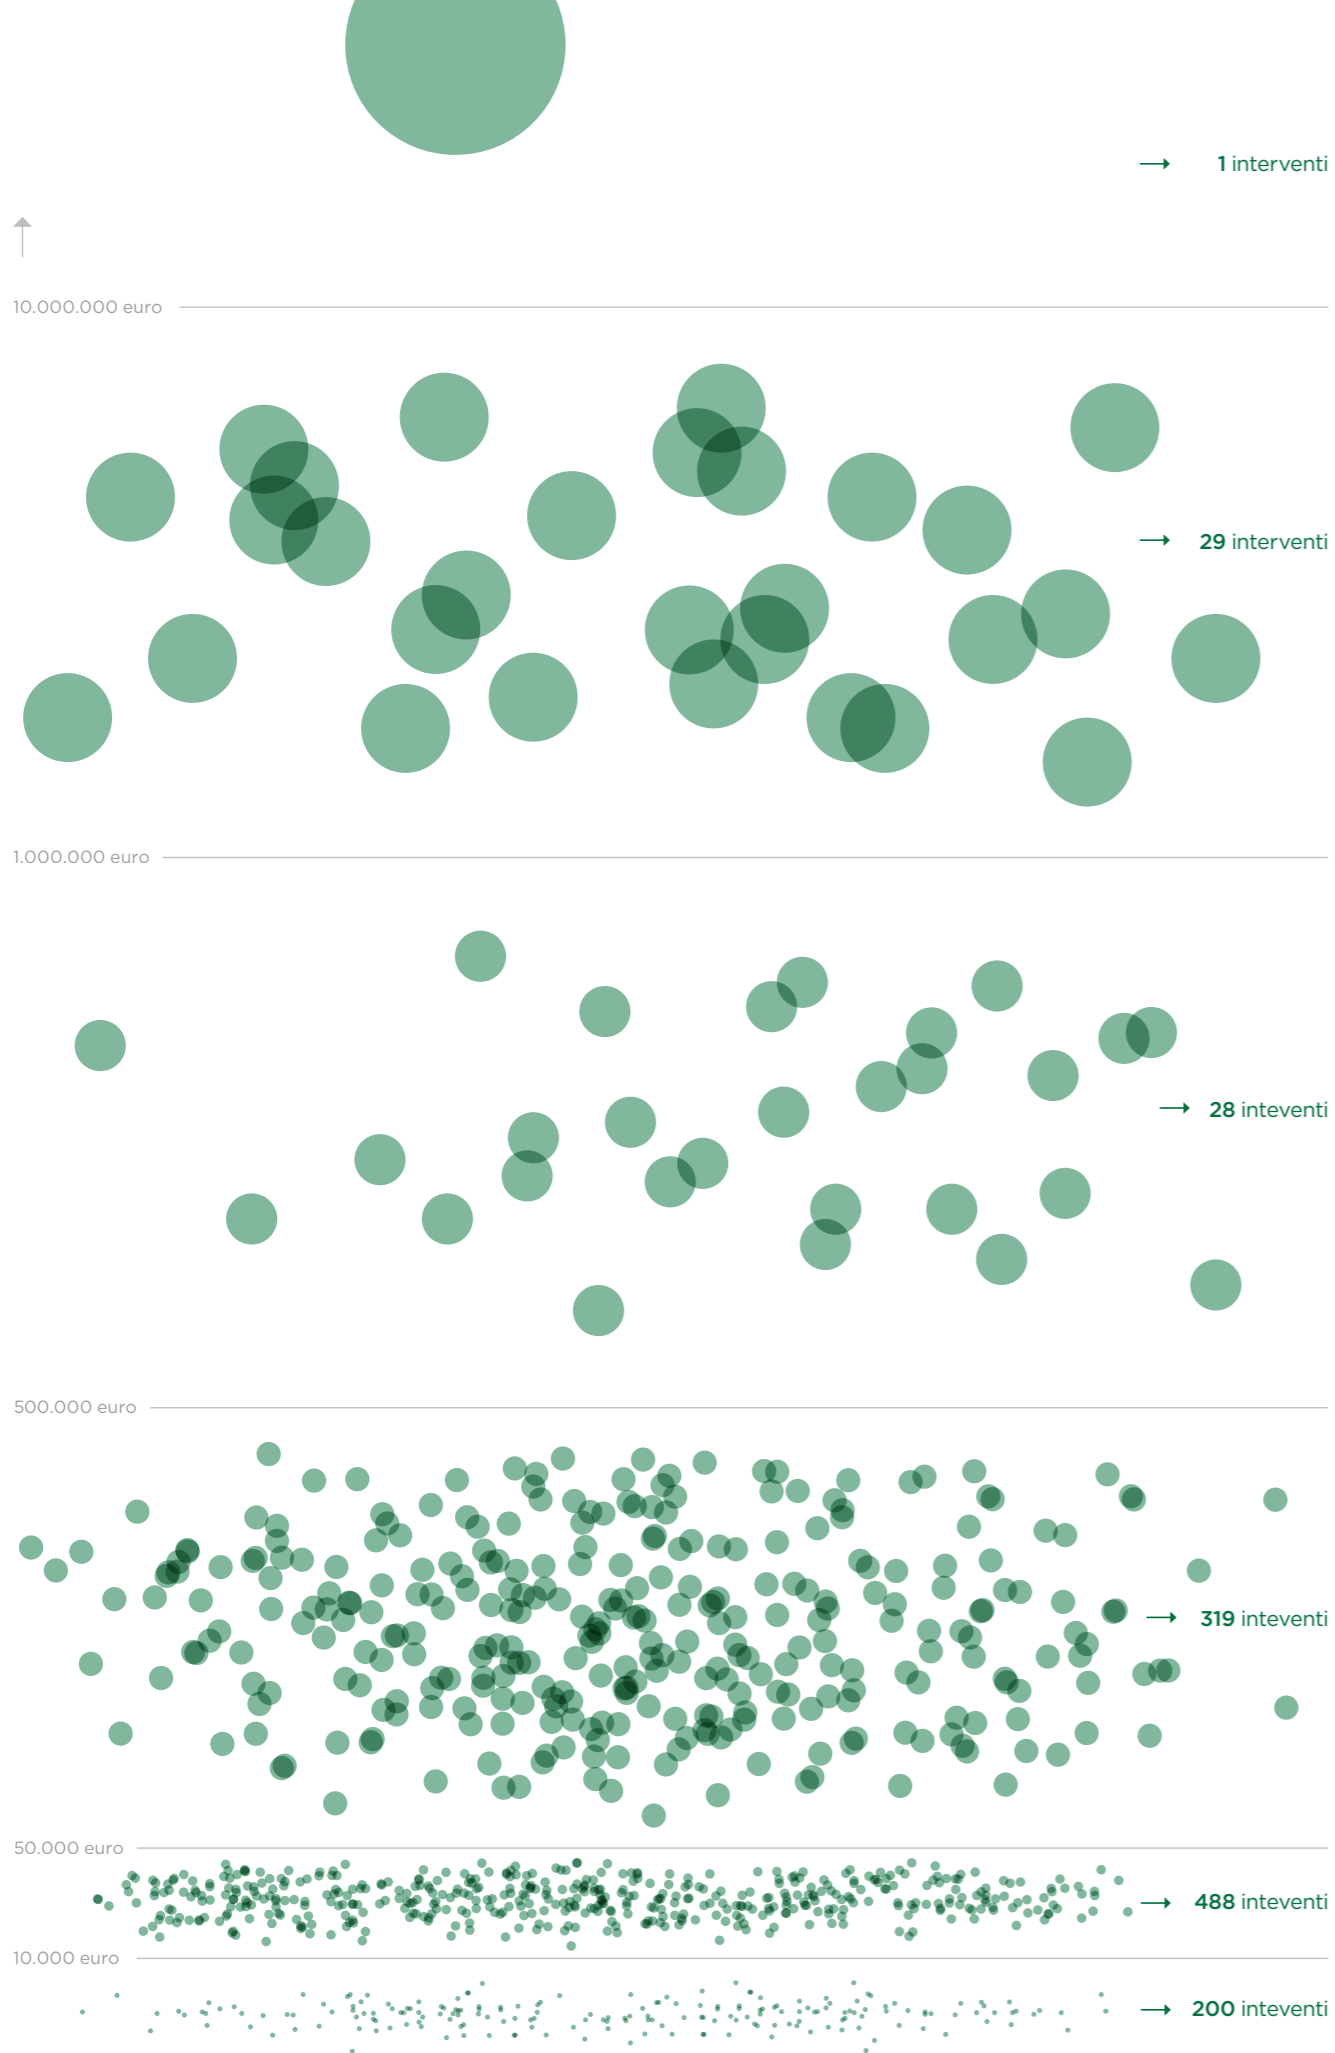 1 interventi
10.000.000 euro
29 interventi
1.000.000 euro
28 inteventi
500.000 euro
319 inteventi
50.000 euro
488 inteventi
10.000 euro
200 inteventi